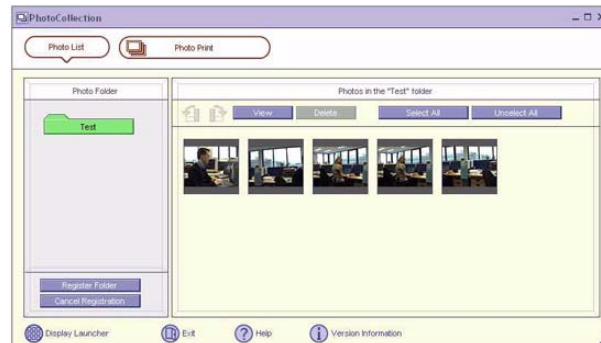 PhotoCollection
Photo List
Photo Print
Photo Folder
Photos in the "Test" folder
View
Delete
Select All
Unselect All
Test
Register Folder
Cancel Registration
Display Launcher
Exit
Help
Version Information